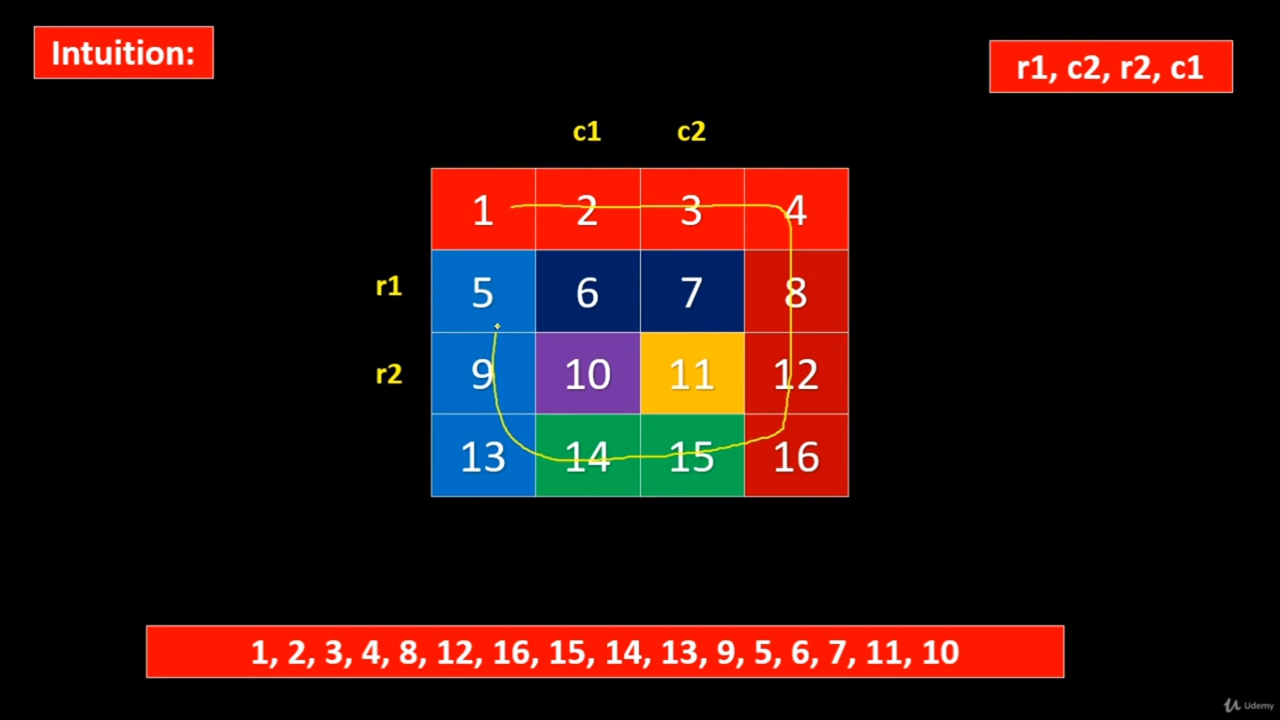 Intuition:
r1, c2, r2, c1
c1 c2
1 2 3 4
r1 5 6 7 8
r2 9 10 11 12
13 14 15 16
1, 2, 3, 4, 8, 12, 16, 15, 14, 13, 9, 5, 6, 7, 11, 10
Udemy